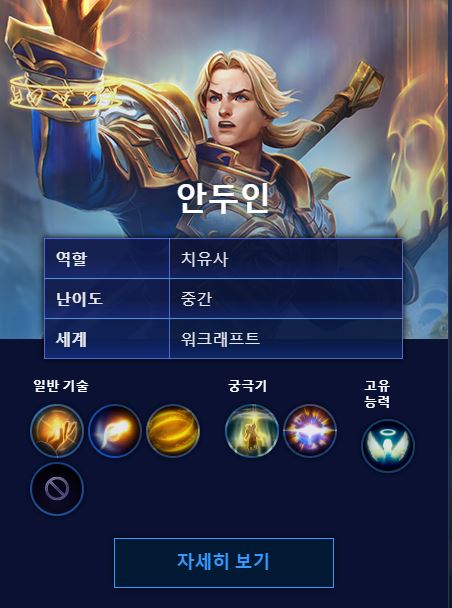 안두인
역할 치유사
난이도 중간
세계 워크래프트
일반 기술 궁극기 고유
능력
자세히 보기